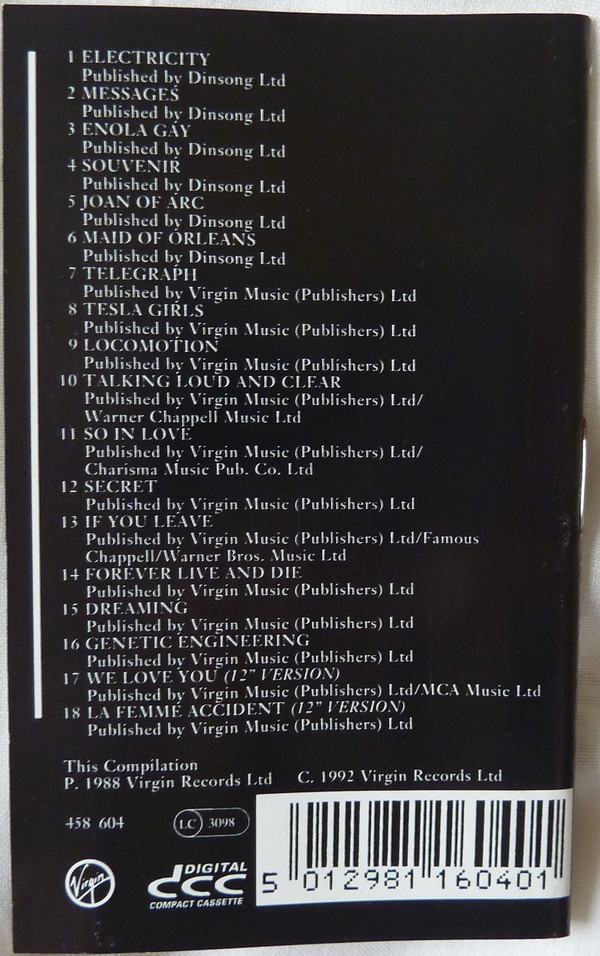 1 ELECTRICITY
Published by Dinsong Ltd
2 MESSAGES
Published by Dinsong Ltd
3 ENOLA GAY
Published by Dinsong Ltd
4 SOUVENIR
Published by Dinsong Ltd
5 JOAN OF ARC
Published by Dinsong Ltd
6 MAID OF ORLEANS
Published by Dinsong Ltd
7 TELEGRAPH
Published by Virgin Music (Publishers) Ltd
8 TESLA GIRLS
Published by Virgin Music (Publishers) Ltd
9 LOCOMOTION
Published by Virgin Music (Publishers) Ltd
10 TALKING LOUD AND CLEAR
Published by Virgin Music (Publishers) Ltd/
Warner Chappell Music Ltd
11 SO IN LOVE
Published by Virgin Music (Publishers) Ltd/
Charisma Music Pub. Co. Ltd
12 SECRET
Published by Virgin Music (Publishers) Ltd
13 IF YOU LEAVE
Published by Virgin Music (Publishers) Ltd/Famous
Chappell/Warner Bros. Music Ltd
14 FOREVER LIVE AND DIE
Published by Virgin Music (Publishers) Ltd
15 DREAMING
Published by Virgin Music (Publishers) Ltd
16 GENETIC ENGINEERING
Published by Virgin Music (Publishers) Ltd
17 WE LOVE YOU (12" VERSION)
Published by Virgin Music (Publishers) Ltd/MCA Music Ltd
18 LA FEMME ACCIDENT (12" VERSION)
Published by Virgin Music (Publishers) Ltd
This Compilation
P. 1988 Virgin Records Ltd C. 1992 Virgin Records Ltd
458 604 LC 3098
Virgin
DIGITAL
dcc
COMPACT CASSETTE
5 012981 160401